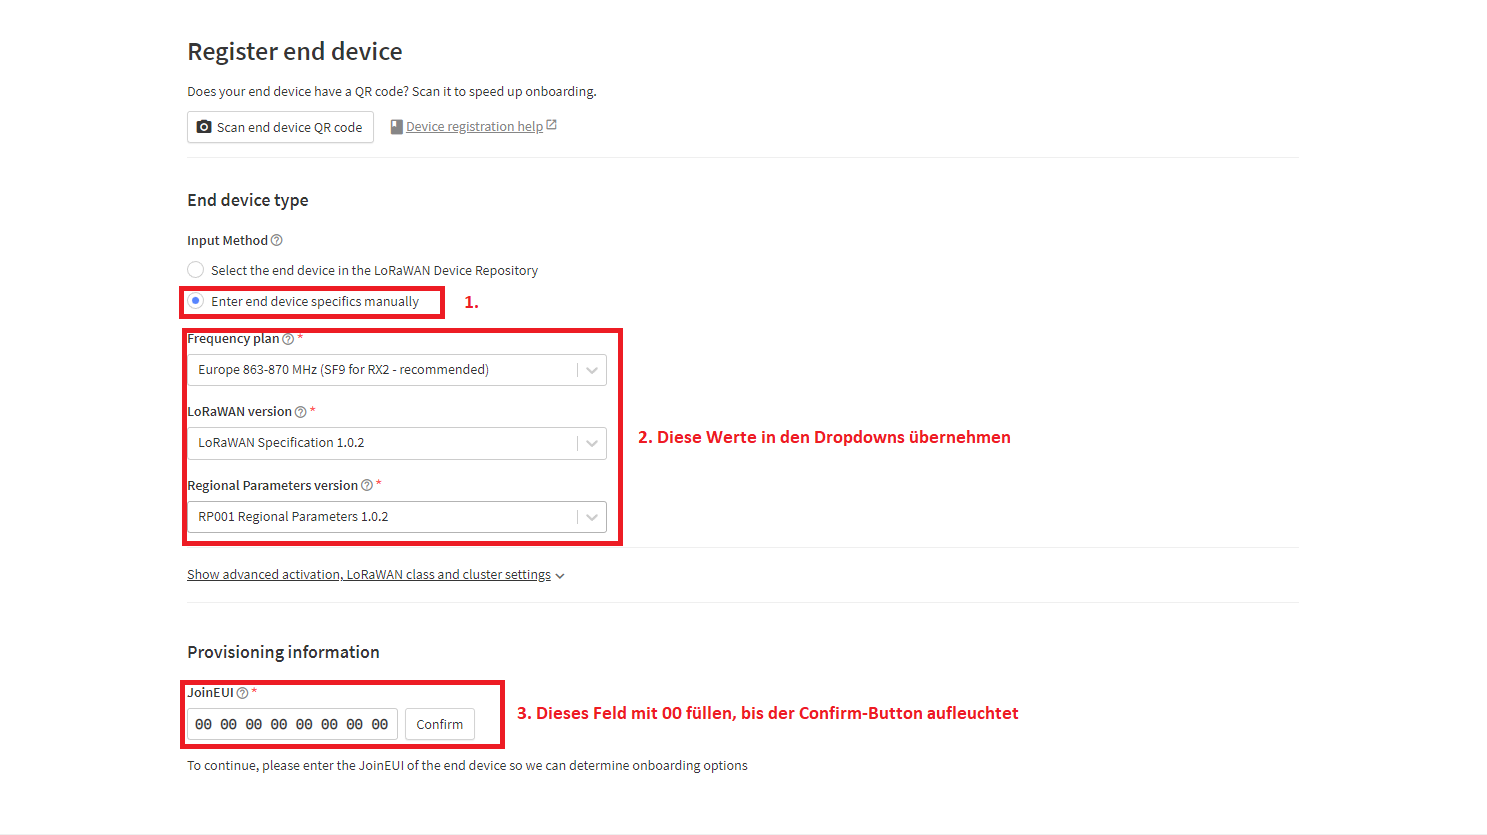 Register end device
Does your end device have a QR code? Scan it to speed up onboarding.
Scan end device QR code
Device registration help
End device type
Input Method
Select the end device in the LoRaWAN Device Repository
Enter end device specifics manually
1.
Frequency plan *
Europe 863-870 MHz (SF9 for RX2 - recommended)
LoRaWAN version *
LoRaWAN Specification 1.0.2
2. Diese Werte in den Dropdowns übernehmen
Regional Parameters version *
RP001 Regional Parameters 1.0.2
Show advanced activation, LoRaWAN class and cluster settings
Provisioning information
JoinEUI *
00 00 00 00 00 00 00 00
Confirm
3. Dieses Feld mit 00 füllen, bis der Confirm-Button aufleuchtet
To continue, please enter the JoinEUI of the end device so we can determine onboarding options